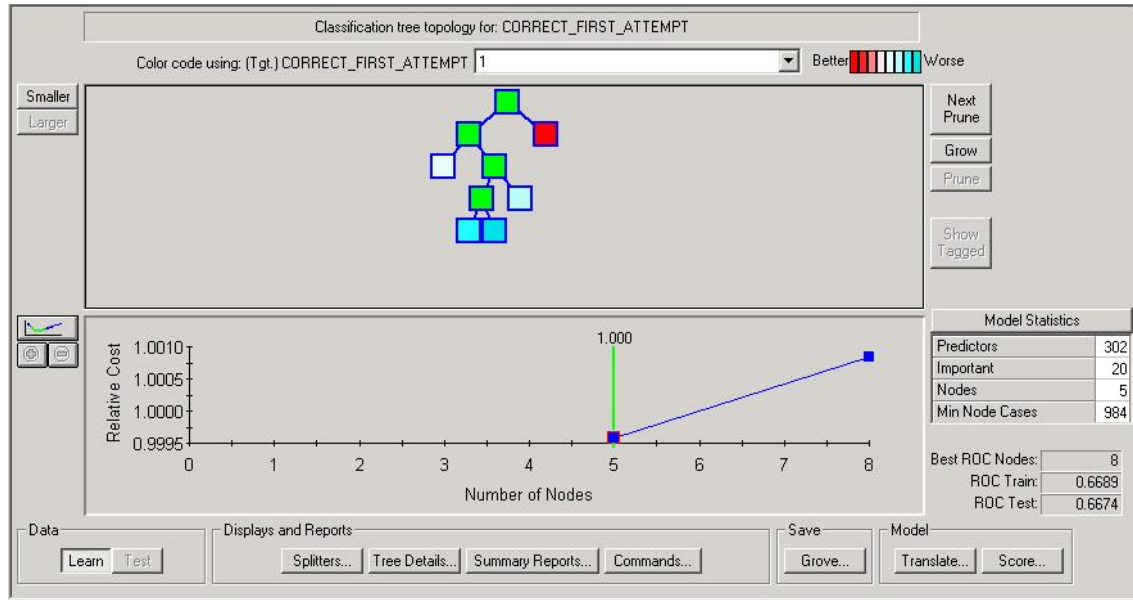 Classification tree topology for: CORRECT_FIRST_ATTEMPT
Color code using: (Tgt.) CORRECT_FIRST_ATTEMPT 1 Better Worse
Smaller
Larger
Next
Prune
Grow
Prune
Show
Tagged
Relative Cost
1.0010
1.0005
1.0000
0.9995
1.000
0 1 2 3 4 5 6 7 8
Number of Nodes
Model Statistics
Predictors 302
Important 20
Nodes 5
Min Node Cases 984
Best ROC Nodes: 8
ROC Train: 0.6689
ROC Test: 0.6674
Data
Learn Test
Displays and Reports
Splitters... Tree Details... Summary Reports... Commands...
Save
Grove...
Model
Translate... Score...